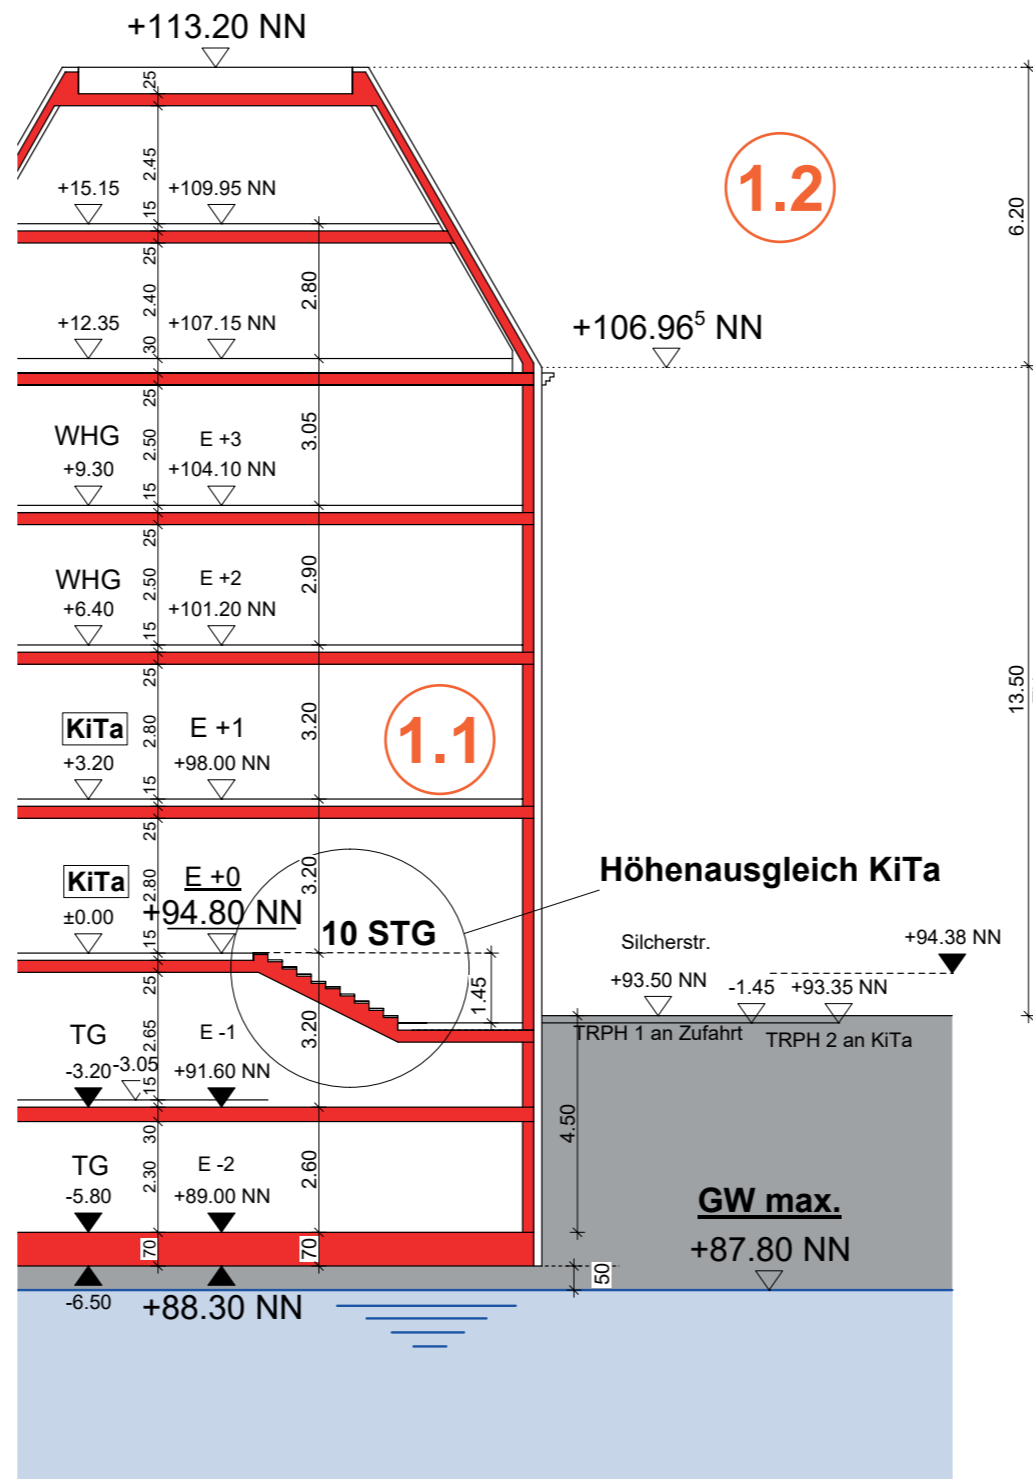 +113.20 NN
25
2.45
+15.15
+109.95 NN
15
1.2
6.20
25
2.40
2.80
+12.35
+107.15 NN
30
+106.96⁵ NN
25
WHG
E +3
2.50
3.05
+9.30
+104.10 NN
15
25
WHG
E +2
2.50
2.90
+6.40
+101.20 NN
15
25
KiTa
E +1
2.80
3.20
1.1
13.50
+3.20
+98.00 NN
15
25
KiTa
E +0
2.80
3.20
Höhenausgleich KiTa
±0.00
+94.80 NN
15
10 STG
Silcherstr.
+94.38 NN
25
1.45
+93.50 NN
-1.45
+93.35 NN
TG
E -1
2.65
3.20
TRPH 1 an Zufahrt
TRPH 2 an KiTa
-3.20
-3.05
+91.60 NN
15
30
4.50
TG
E -2
2.30
2.60
-5.80
+89.00 NN
GW max.
70
70
+87.80 NN
50
-6.50
+88.30 NN